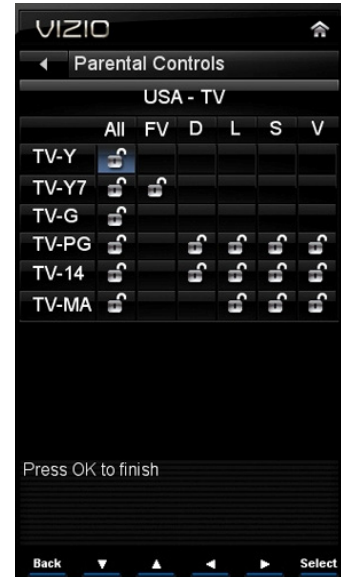 VIZIO
Parental Controls
USA - TV
All FV D L S V
TV-Y
TV-Y7
TV-G
TV-PG
TV-14
TV-MA
Press OK to finish
Back Select